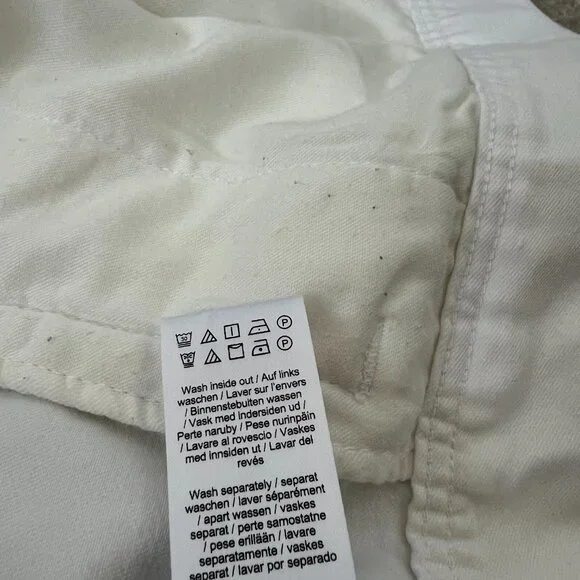 30
P
P
Wash inside out / Auf links
waschen / Laver sur l'envers
/ Binnenstebuiten wassen
/ Vask med indersiden ud /
Perte naruby / Pese nurinpäin
/ Lavare al rovescio / Vaskes
med innsiden ut / Lavar del
revés
Wash separately / separat
waschen / laver séparément
/ apart wassen / vaskes
separat / perte samostatne
/ pese erillään / lavare
separatamente / vaskes
separat / lavar por separado